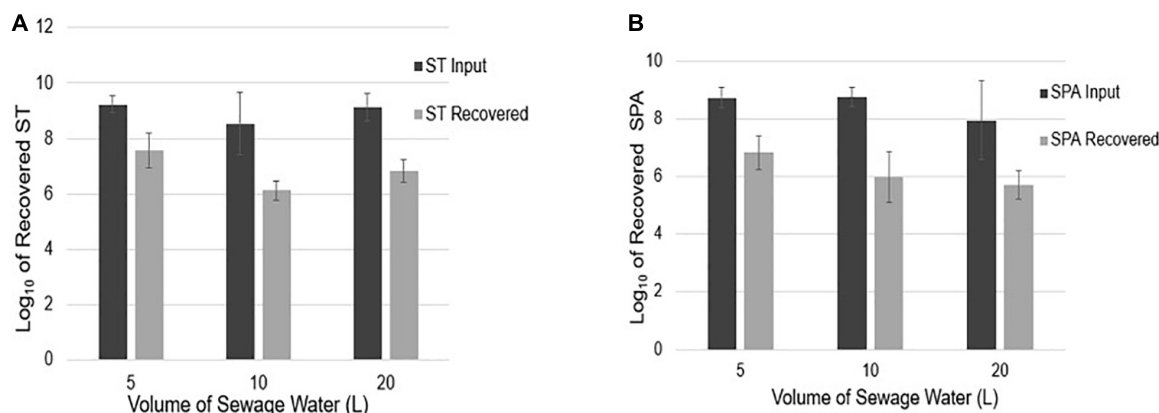 A
Log10 of Recovered ST
12
10
8
6
4
2
0
ST Input
ST Recovered
5 10 20
Volume of Sewage Water (L)
B
Log10 of Recovered SPA
10
8
6
4
2
0
SPA Input
SPA Recovered
5 10 20
Volume of Sewage Water (L)